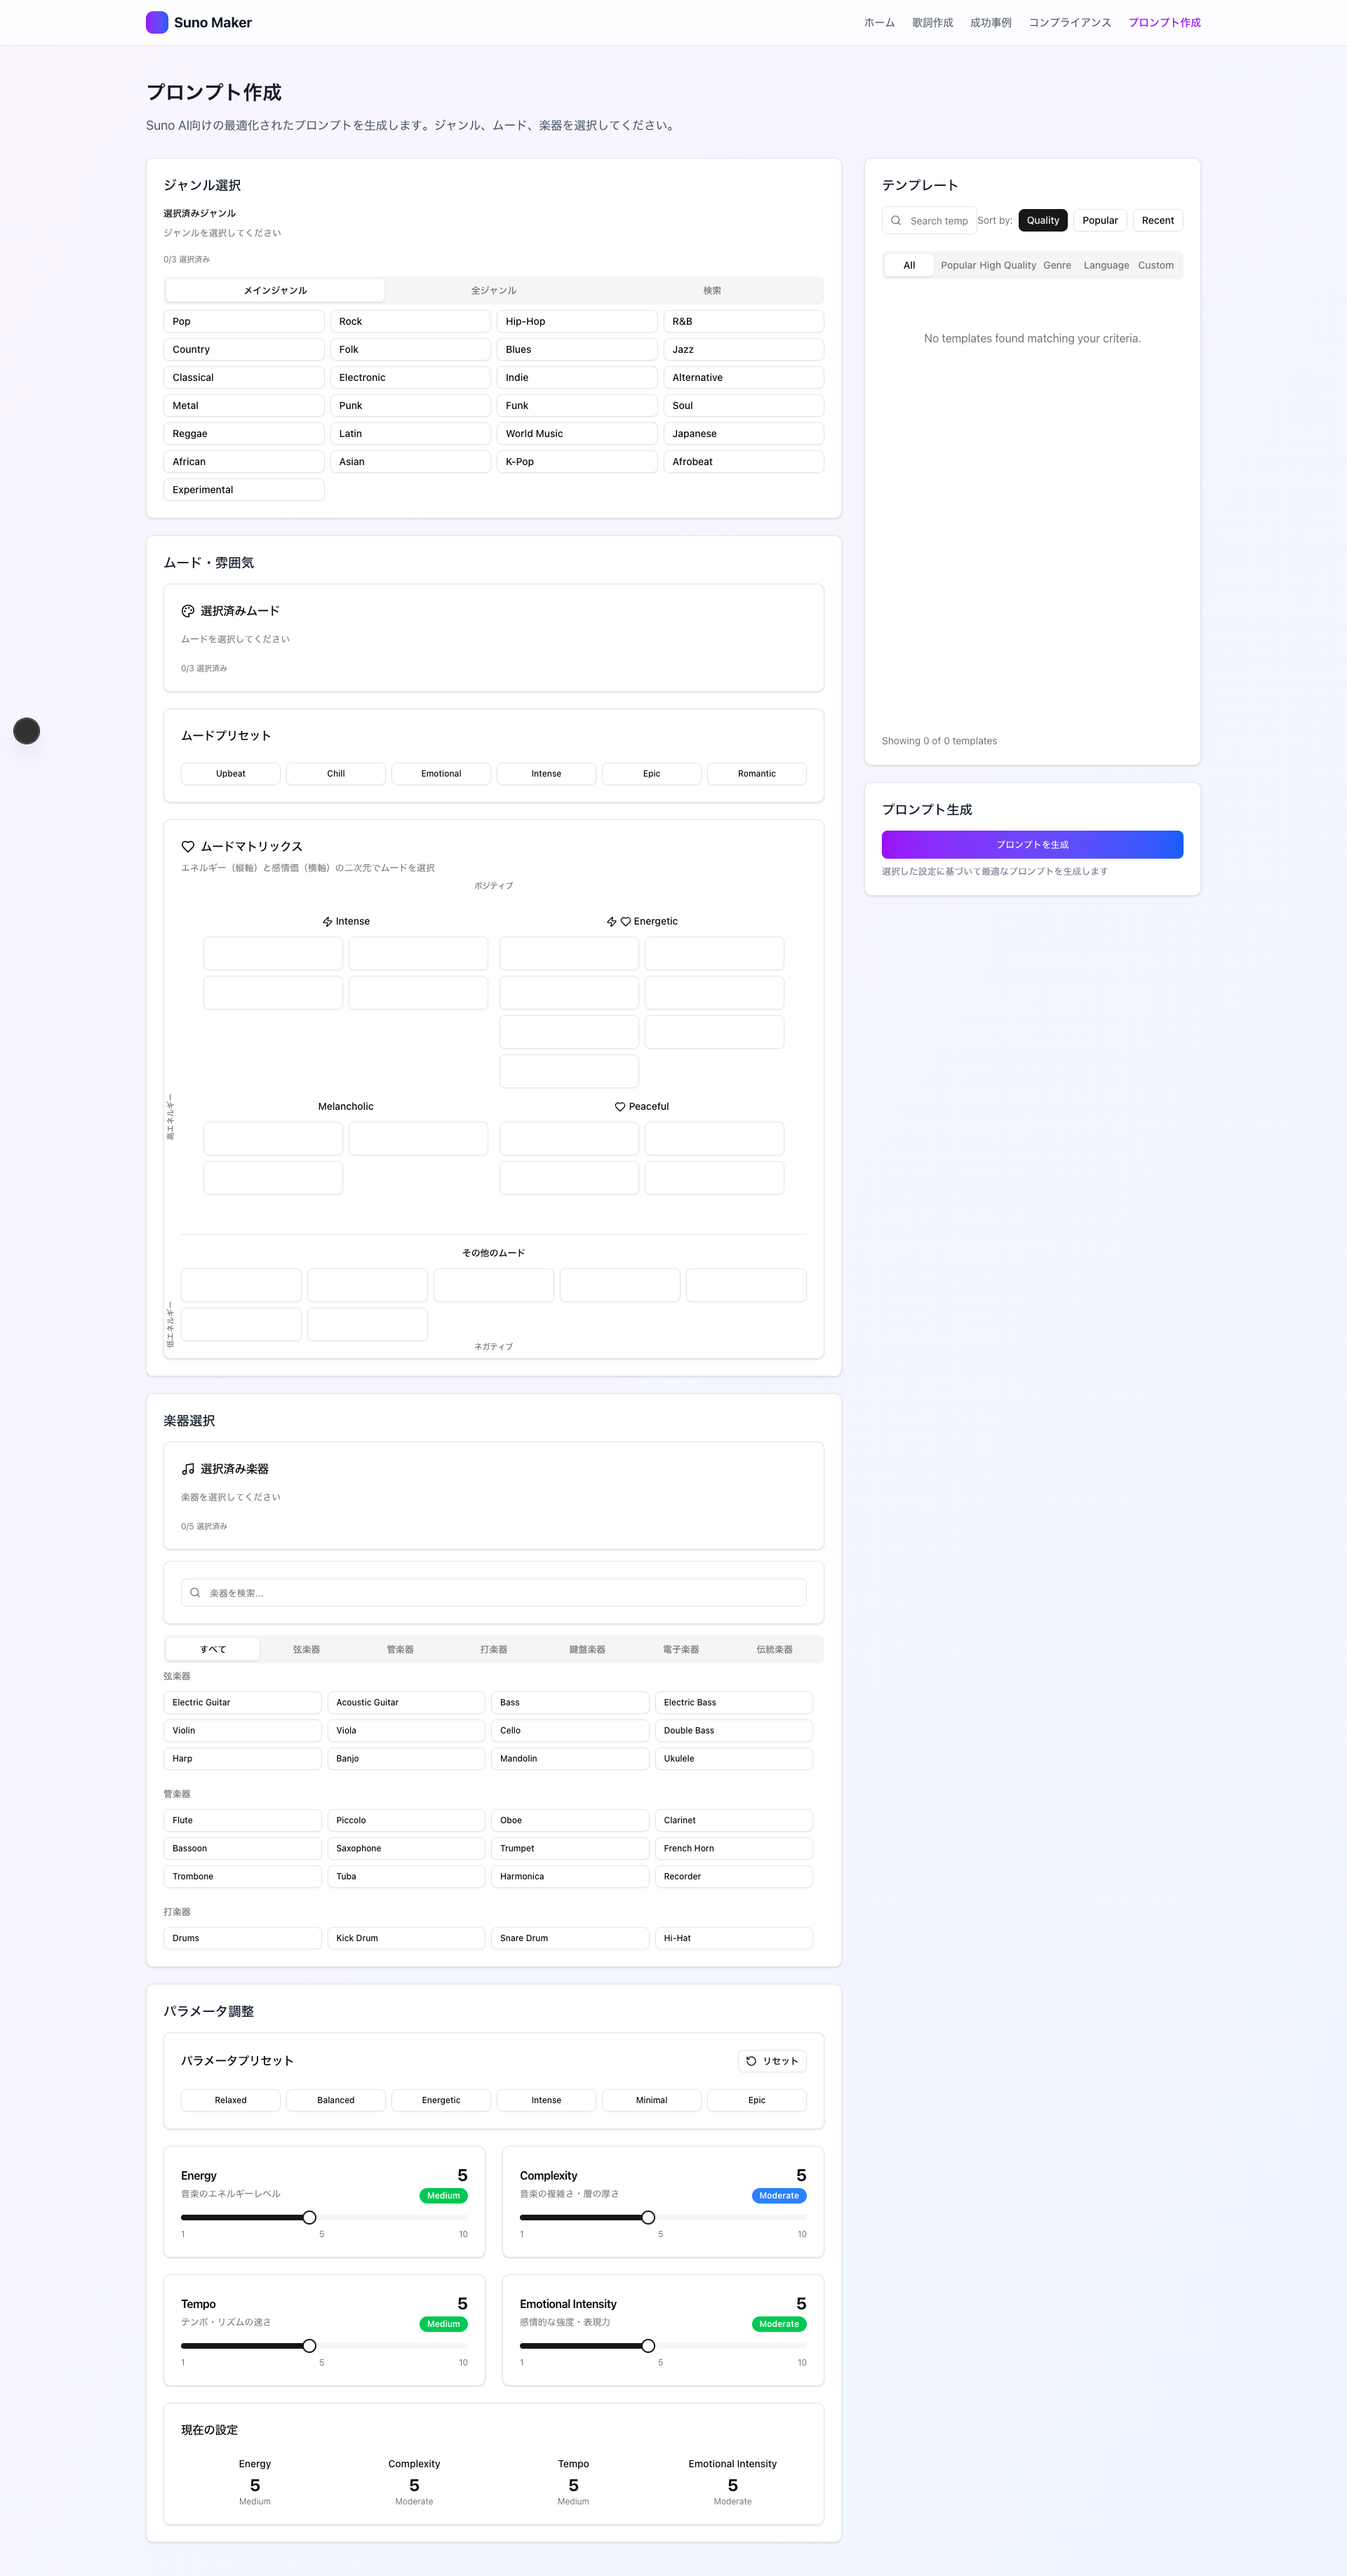 Suno Maker
ホーム 歌詞作成 成功事例 コンプライアンス プロンプト作成
プロンプト作成
Suno AI向けの最適化されたプロンプトを生成します。ジャンル、ムード、楽器を選択してください。
ジャンル選択
選択済みジャンル
ジャンルを選択してください
0/3 選択済み
メインジャンル 全ジャンル 検索
Pop Rock Hip-Hop R&B
Country Folk Blues Jazz
Classical Electronic Indie Alternative
Metal Punk Funk Soul
Reggae Latin World Music Japanese
African Asian K-Pop Afrobeat
Experimental
ムード・雰囲気
選択済みムード
ムードを選択してください
0/3 選択済み
ムードプリセット
Upbeat Chill Emotional Intense Epic Romantic
ムードマトリックス
エネルギー（縦軸）と感情価（横軸）の二次元でムードを選択
ポジティブ
Intense Energetic
高エネルギー
Melancholic Peaceful
その他のムード
低エネルギー
ネガティブ
楽器選択
選択済み楽器
楽器を選択してください
0/5 選択済み
楽器を検索...
すべて 弦楽器 管楽器 打楽器 鍵盤楽器 電子楽器 伝統楽器
弦楽器
Electric Guitar Acoustic Guitar Bass Electric Bass
Violin Viola Cello Double Bass
Harp Banjo Mandolin Ukulele
管楽器
Flute Piccolo Oboe Clarinet
Bassoon Saxophone Trumpet French Horn
Trombone Tuba Harmonica Recorder
打楽器
Drums Kick Drum Snare Drum Hi-Hat
パラメータ調整
パラメータプリセット リセット
Relaxed Balanced Energetic Intense Minimal Epic
Energy 5
音楽のエネルギーレベル Medium
1 5 10
Complexity 5
音楽の複雑さ・層の厚さ Moderate
1 5 10
Tempo 5
テンポ・リズムの速さ Medium
1 5 10
Emotional Intensity 5
感情的な強度・表現力 Moderate
1 5 10
現在の設定
Energy Complexity Tempo Emotional Intensity
5 5 5 5
Medium Moderate Medium Moderate
テンプレート
Search temp Sort by: Quality Popular Recent
All Popular High Quality Genre Language Custom
No templates found matching your criteria.
Showing 0 of 0 templates
プロンプト生成
プロンプトを生成
選択した設定に基づいて最適なプロンプトを生成します